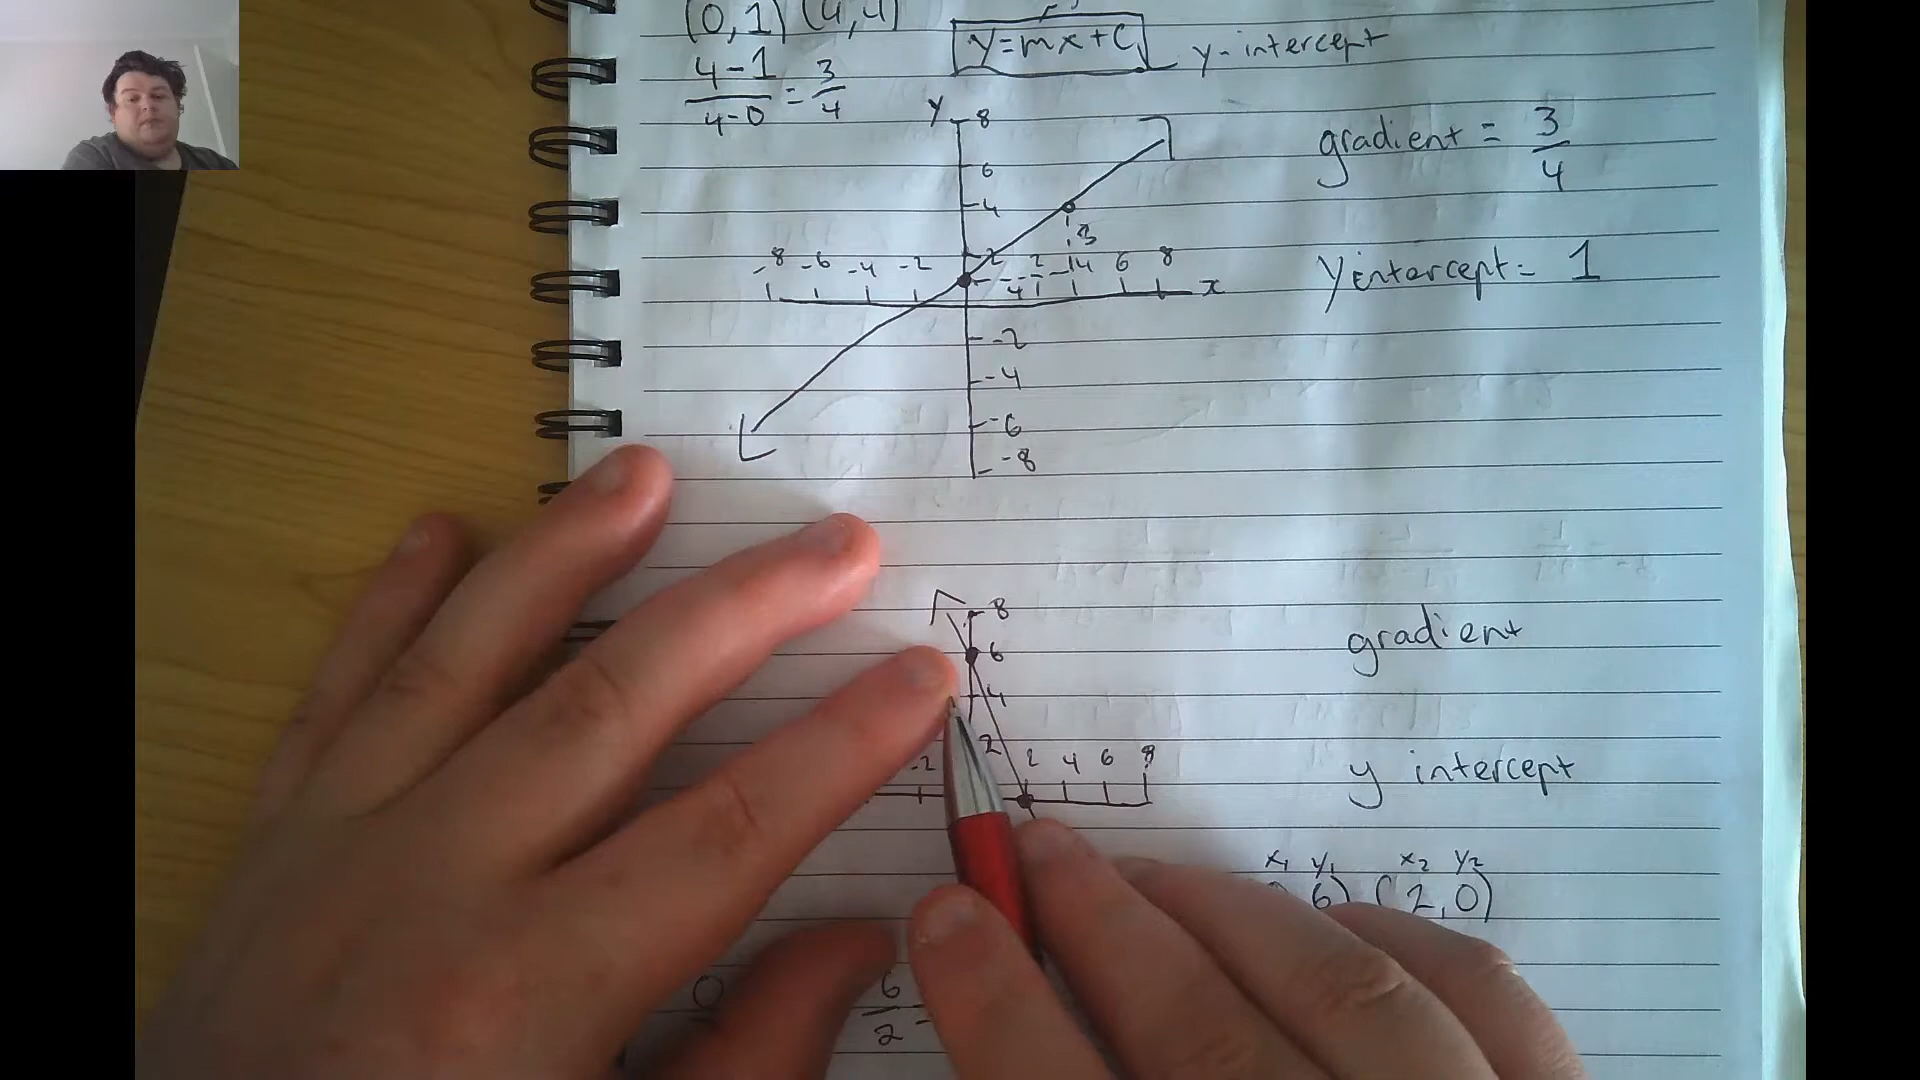 (0,1) (4,4)
y=mx+c
y-intercept
4-1
4-0
=
3
4
y
8
6
4
2
-8 -6 -4 -2
2 4 6 8
x
3
-2
-4
-6
-8
gradient = 3
4
y intercept = 1
8
6
4
2
-2
2 4 6 8
gradient
y intercept
x₁ y₁ x₂ y₂
6) (2,0)
0
6
2
=